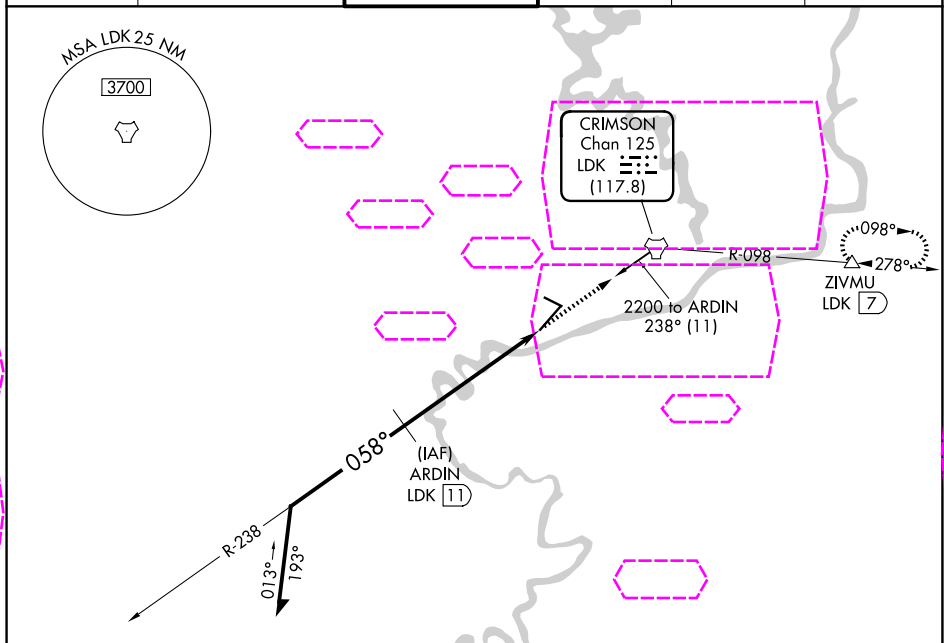 MSA LDK 25 NM
3700
CRIMSON
Chan 125
LDK
(117.8)
098°
R-098
278°
ZIVMU
LDK 7
2200 to ARDIN
238° (11)
058°
(IAF)
ARDIN
LDK 11
R-238
013°
193°